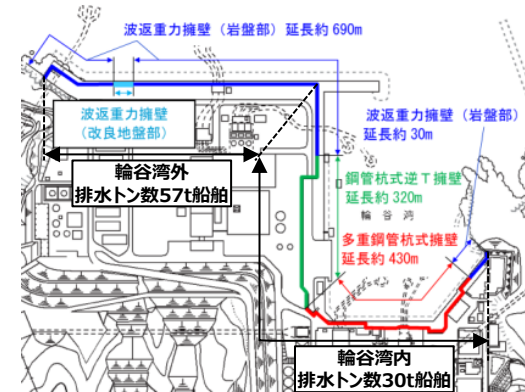 波返重力擁壁（岩盤部）延長約 690m
波返重力擁壁
（改良地盤部）
波返重力擁壁（岩盤部）
延長約 30m
輪谷湾外
排水トン数57t船舶
鋼管杭式逆Ｔ擁壁
延長約 320m
輪谷湾
多重鋼管杭式擁壁
延長約 430m
輪谷湾内
排水トン数30t船舶